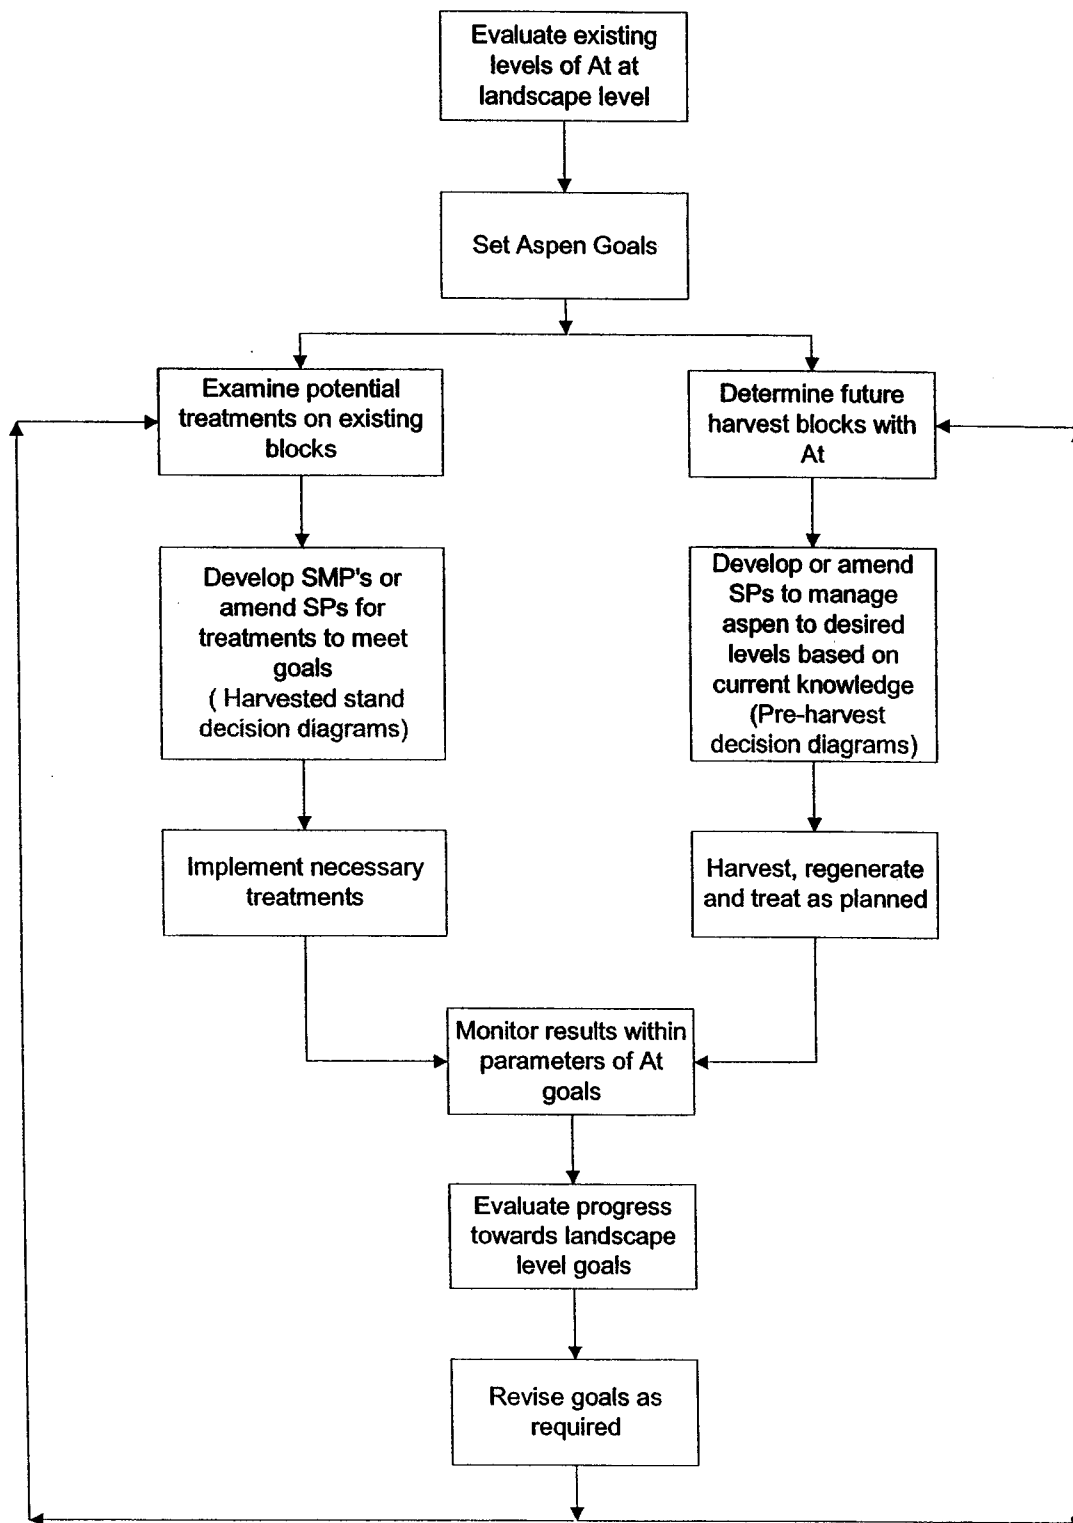 Evaluate existing
levels of At at
landscape level
Set Aspen Goals
Examine potential
treatments on existing
blocks
Determine future
harvest blocks with
At
Develop SMP's or
amend SPs for
treatments to meet
goals
( Harvested stand
decision diagrams)
Develop or amend
SPs to manage
aspen to desired
levels based on
current knowledge
(Pre-harvest
decision diagrams)
Implement necessary
treatments
Harvest, regenerate
and treat as planned
Monitor results within
parameters of At
goals
Evaluate progress
towards landscape
level goals
Revise goals as
required